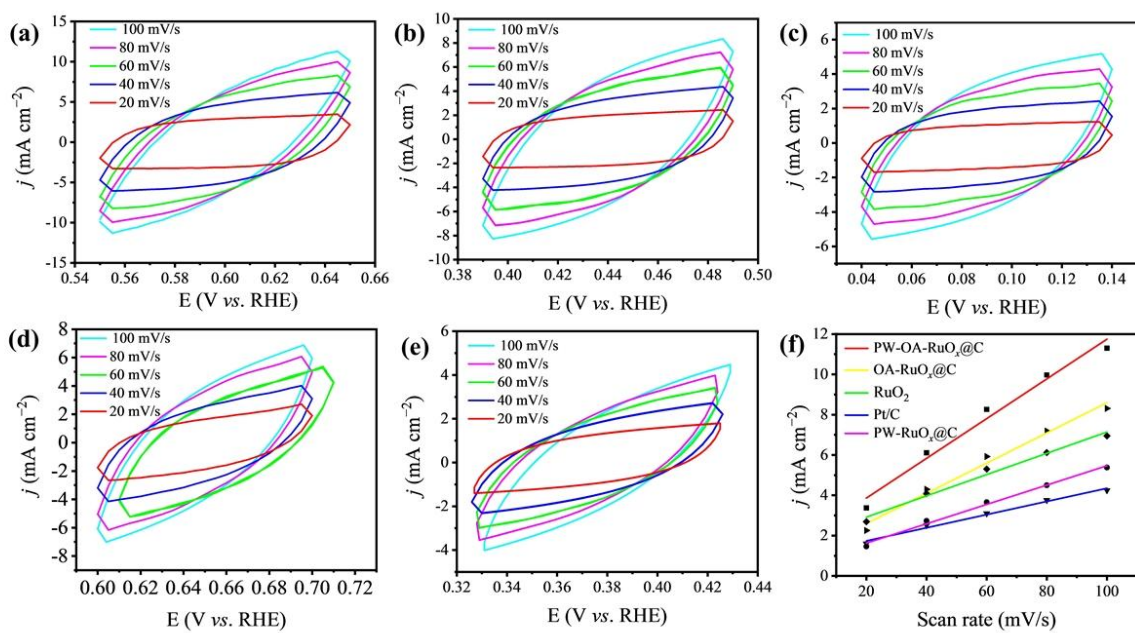 (a)
100 mV/s
80 mV/s
60 mV/s
40 mV/s
20 mV/s
15
10
5
0
-5
-10
-15
j (mA cm⁻²)
0.54 0.56 0.58 0.60 0.62 0.64 0.66
E (V vs. RHE)
(b)
100 mV/s
80 mV/s
60 mV/s
40 mV/s
20 mV/s
10
8
6
4
2
0
-2
-4
-6
-8
-10
j (mA cm⁻²)
0.38 0.40 0.42 0.44 0.46 0.48 0.50
E (V vs. RHE)
(c)
100 mV/s
80 mV/s
60 mV/s
40 mV/s
20 mV/s
6
4
2
0
-2
-4
-6
j (mA cm⁻²)
0.04 0.06 0.08 0.10 0.12 0.14
E (V vs. RHE)
(d)
100 mV/s
80 mV/s
60 mV/s
40 mV/s
20 mV/s
8
6
4
2
0
-2
-4
-6
-8
j (mA cm⁻²)
0.60 0.62 0.64 0.66 0.68 0.70 0.72
E (V vs. RHE)
(e)
100 mV/s
80 mV/s
60 mV/s
40 mV/s
20 mV/s
6
4
2
0
-2
-4
j (mA cm⁻²)
0.32 0.34 0.36 0.38 0.40 0.42 0.44
E (V vs. RHE)
(f)
PW-OA-RuOₓ@C
OA-RuOₓ@C
RuO₂
Pt/C
PW-RuOₓ@C
12
10
8
6
4
2
0
j (mA cm⁻²)
20 40 60 80 100
Scan rate (mV/s)